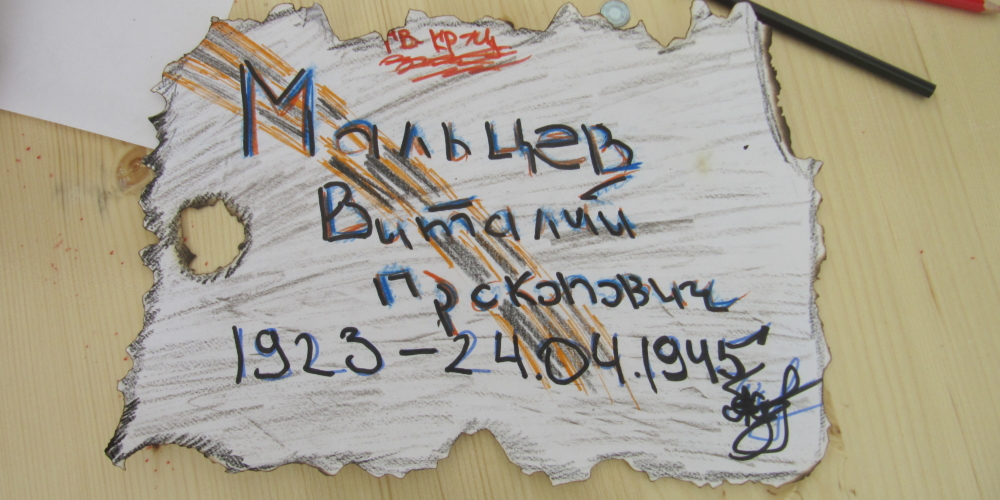 Мальцев
Виталий
Прокопович
1923 – 24.04.1945